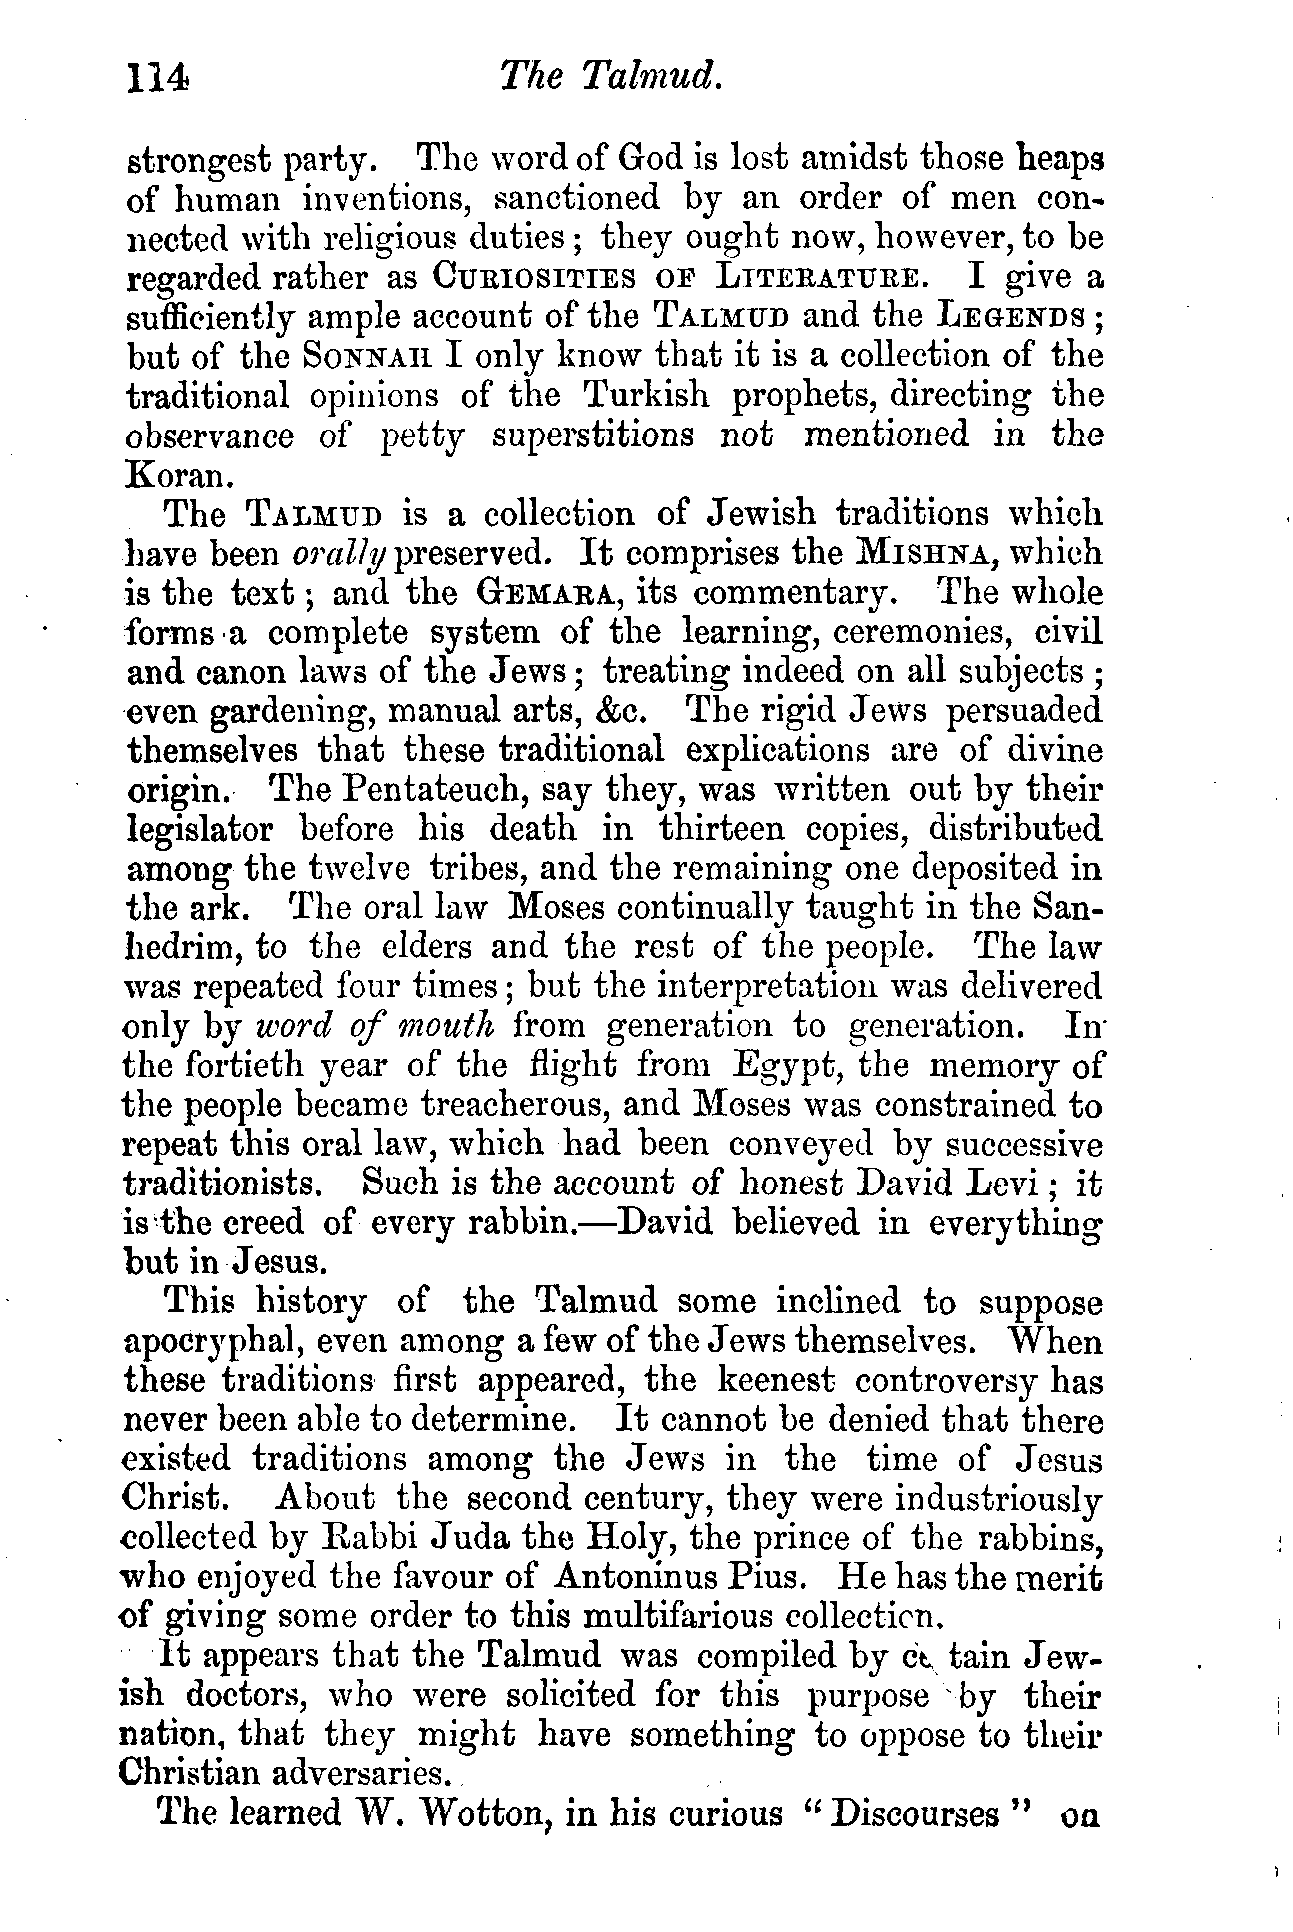 114 The Talmud.
strongest party. The word of God is lost amidst those heaps
of human inventions, sanctioned by an order of men con-
nected with religious duties; they ought now, however, to be
regarded rather as CURIOSITIES OF LITERATURE. I give a
sufficiently ample account of the TALMUD and the LEGENDS;
but of the SONNAH I only know that it is a collection of the
traditional opinions of the Turkish prophets, directing the
observance of petty superstitions not mentioned in the
Koran.
The TALMUD is a collection of Jewish traditions which
have been orally preserved. It comprises the MISHNA, which
is the text; and the GEMARA, its commentary. The whole
forms a complete system of the learning, ceremonies, civil
and canon laws of the Jews; treating indeed on all subjects;
even gardening, manual arts, &c. The rigid Jews persuaded
themselves that these traditional explications are of divine
origin. The Pentateuch, say they, was written out by their
legislator before his death in thirteen copies, distributed
among the twelve tribes, and the remaining one deposited in
the ark. The oral law Moses continually taught in the San-
hedrim, to the elders and the rest of the people. The law
was repeated four times; but the interpretation was delivered
only by word of mouth from generation to generation. In
the fortieth year of the flight from Egypt, the memory of
the people became treacherous, and Moses was constrained to
repeat this oral law, which had been conveyed by successive
traditionists. Such is the account of honest David Levi; it
is the creed of every rabbin.—David believed in everything
but in Jesus.
This history of the Talmud some inclined to suppose
apocryphal, even among a few of the Jews themselves. When
these traditions first appeared, the keenest controversy has
never been able to determine. It cannot be denied that there
existed traditions among the Jews in the time of Jesus
Christ. About the second century, they were industriously
collected by Rabbi Juda the Holy, the prince of the rabbins,
who enjoyed the favour of Antoninus Pius. He has the merit
of giving some order to this multifarious collection.
It appears that the Talmud was compiled by ce tain Jew-
ish doctors, who were solicited for this purpose by their
nation, that they might have something to oppose to their
Christian adversaries.
The learned W. Wotton, in his curious “Discourses” on